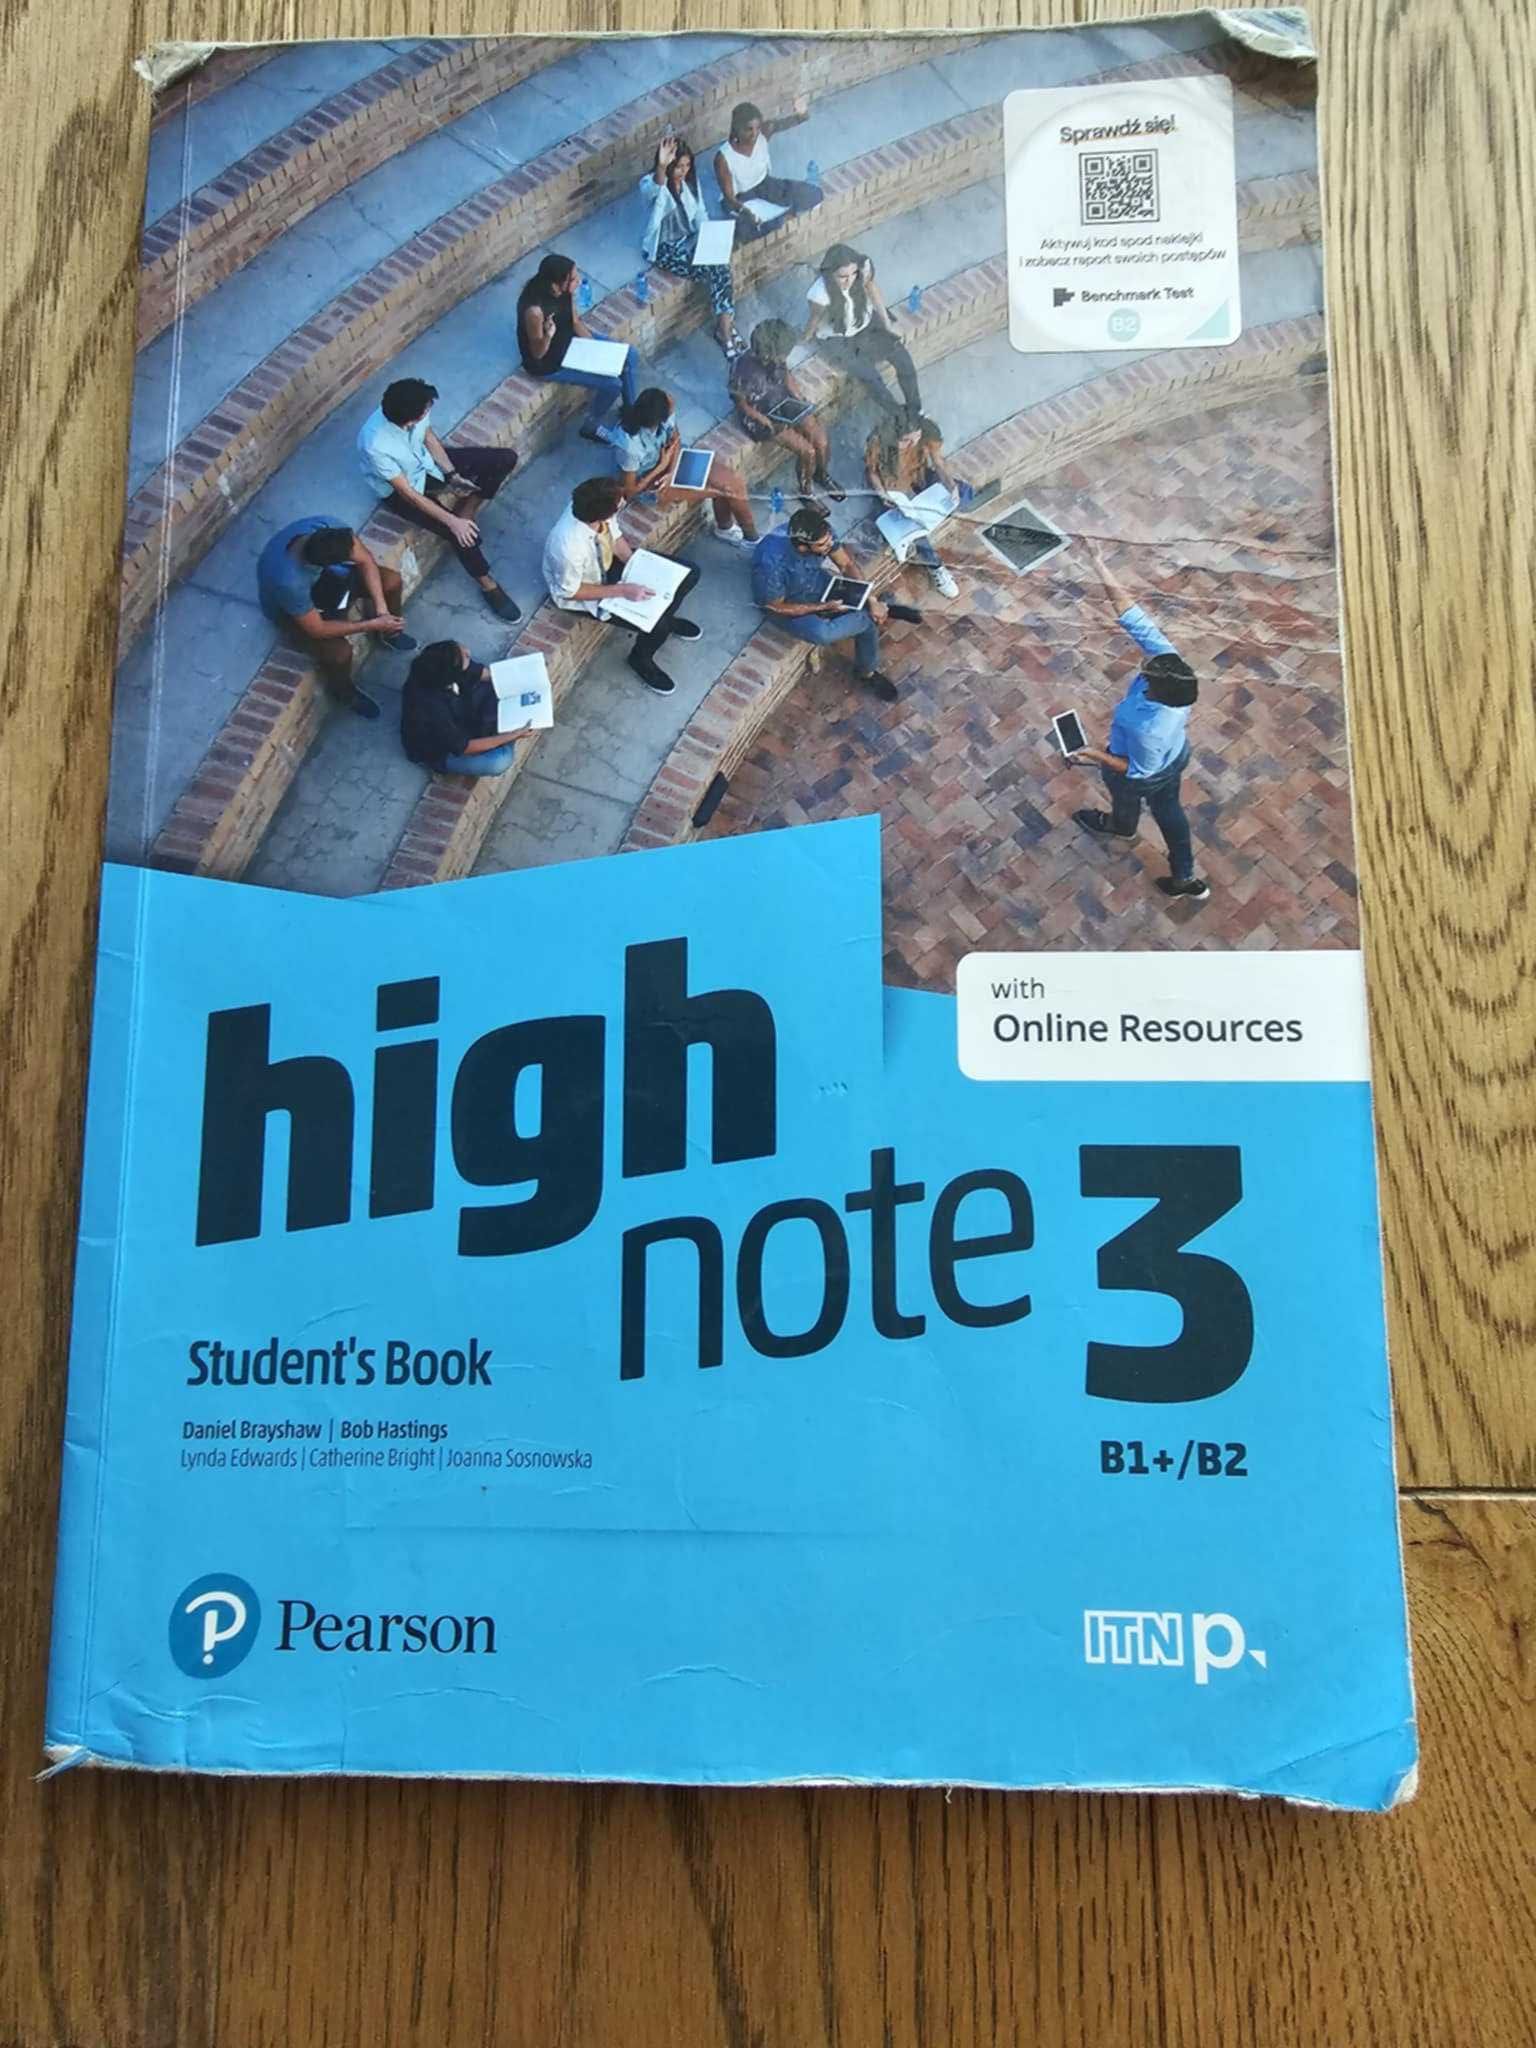 Sprawdź się!
Aktywuj kod spod naklejki
i zobacz raport swoich postępów
Benchmark Test
B2
with
Online Resources
high
note 3
Student's Book
Daniel Brayshaw | Bob Hastings
Lynda Edwards | Catherine Bright | Joanna Sosnowska
B1+/B2
Pearson
ITN p.